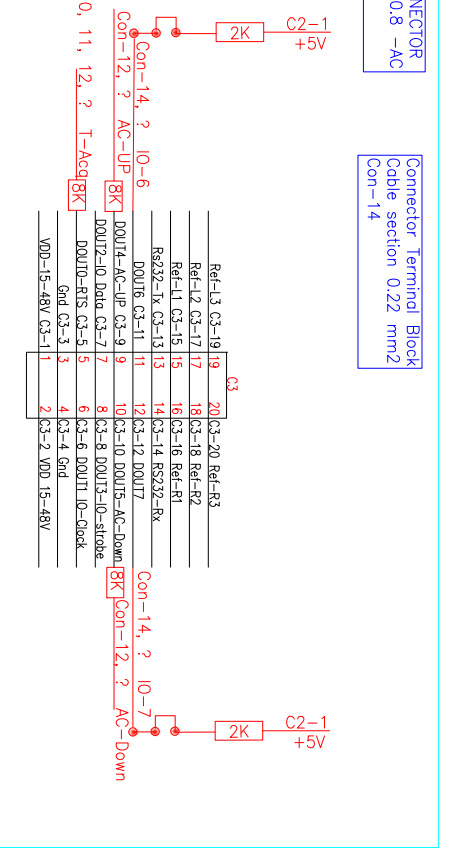 NECTOR
0.8 -AC
Connector Terminal Block
Cable section 0.22 mm2
Con-14
C2-1
+5V
2K
Con-14, ? IO-6
Con-12, ? AC-UP
8K
0, 11, 12, ? T-Acq
8K
Ref-L3 C3-19
Ref-L2 C3-17
Ref-L1 C3-15
Rs232-Tx C3-13
DOUT6 C3-11
DOUT4-AC-UP C3-9
DOUT2-IO Data C3-7
DOUT0-RTS C3-5
Gnd C3-3
VDD-15-48V C3-1
C3
19 20
17 18
15 16
13 14
11 12
9 10
7 8
5 6
3 4
1 2
C3-20 Ref-R3
C3-18 Ref-R2
C3-16 Ref-R1
C3-14 RS232-Rx
C3-12 DOUT7
C3-10 DOUT5-AC-Down
C3-8 DOUT3-IO-strobe
C3-6 DOUT1 IO-Clock
C3-4 Gnd
C3-2 VDD 15-48V
8K
Con-14, ? IO-7
Con-12, ? AC-Down
2K
C2-1
+5V